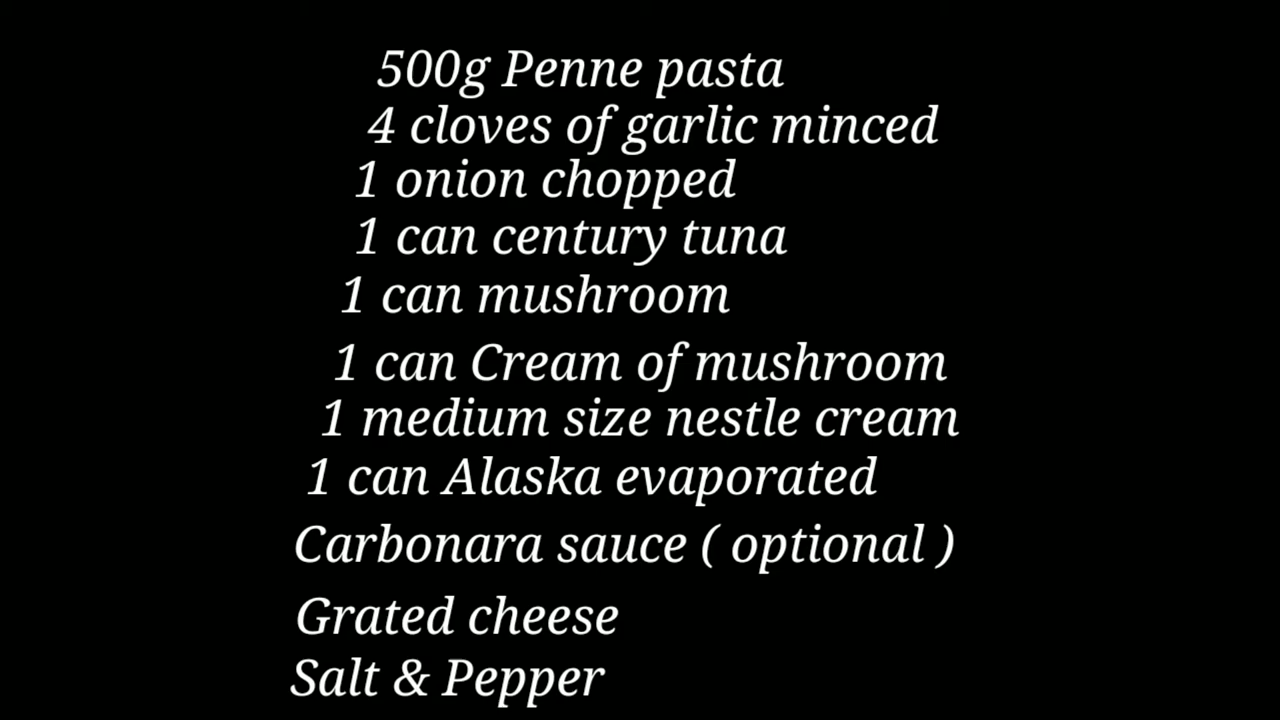 500g Penne pasta
4 cloves of garlic minced
1 onion chopped
1 can century tuna
1 can mushroom
1 can Cream of mushroom
1 medium size nestle cream
1 can Alaska evaporated
Carbonara sauce ( optional )
Grated cheese
Salt & Pepper